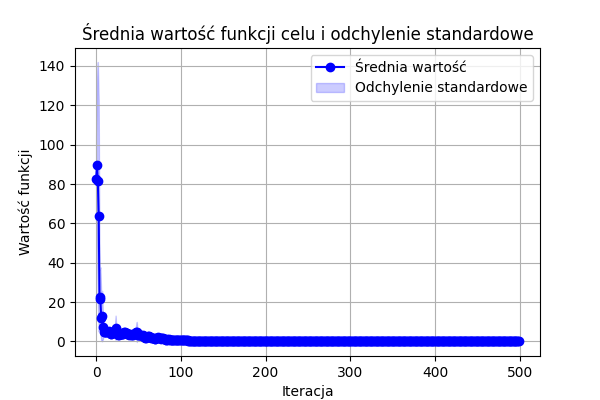 Średnia wartość funkcji celu i odchylenie standardowe
Średnia wartość
Odchylenie standardowe
Wartość funkcji
140
120
100
80
60
40
20
0
0 100 200 300 400 500
Iteracja